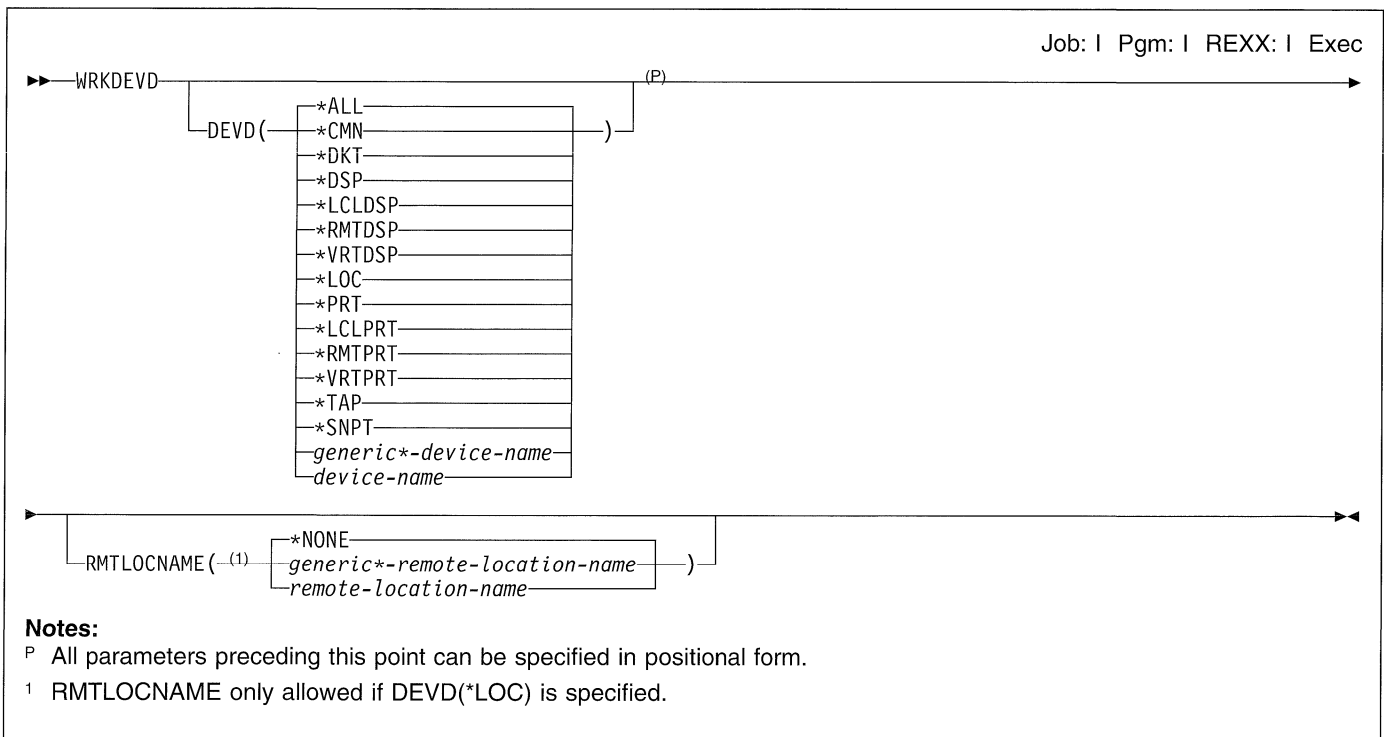 Job: I Pgm: I REXX: I Exec
WRKDEVD
(P)
DEVD(
*ALL
*CMN
)
*DKT
*DSP
*LCLDSP
*RMTDSP
*VRTDSP
*LOC
*PRT
*LCLPRT
*RMTPRT
*VRTPRT
*TAP
*SNPT
generic*-device-name
device-name
RMTLOCNAME( (1)
*NONE
generic*-remote-location-name
)
remote-location-name
Notes:
P All parameters preceding this point can be specified in positional form.
1 RMTLOCNAME only allowed if DEVD(*LOC) is specified.